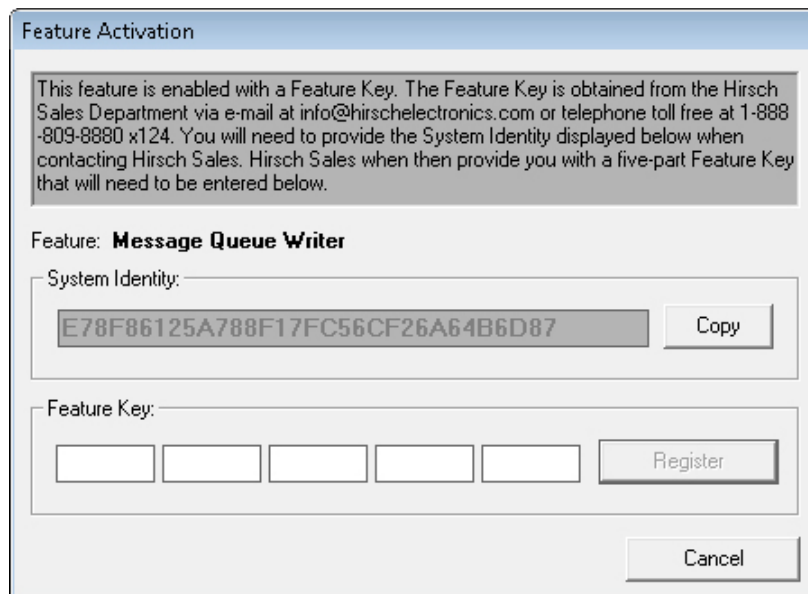 Feature Activation
This feature is enabled with a Feature Key. The Feature Key is obtained from the Hirsch
Sales Department via e-mail at info@hirschelectronics.com or telephone toll free at 1-888
-809-8880 x124. You will need to provide the System Identity displayed below when
contacting Hirsch Sales. Hirsch Sales when then provide you with a five-part Feature Key
that will need to be entered below.
Feature: Message Queue Writer
System Identity:
E78F86125A788F17FC56CF26A64B6D87 Copy
Feature Key:
Register
Cancel